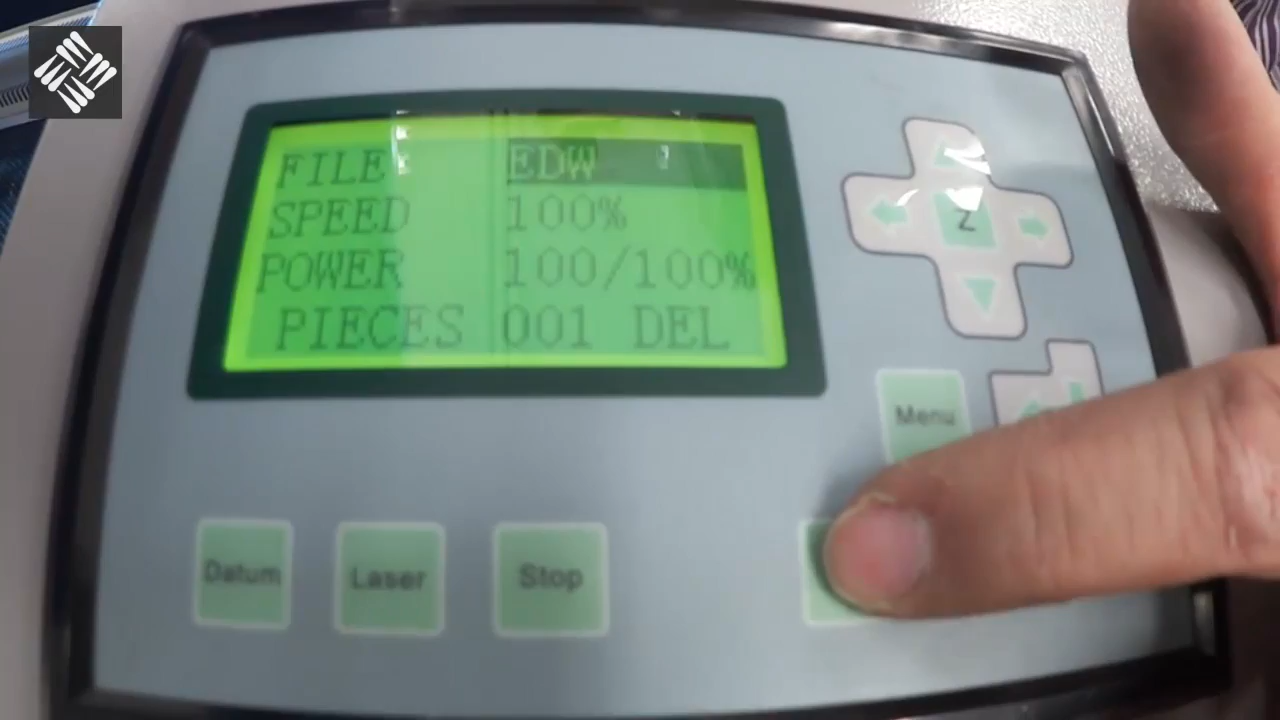 FILE: EDW
SPEED 100%
POWER 100/100%
PIECES 001 DEL
Z
Menu
Datum
Laser
Stop